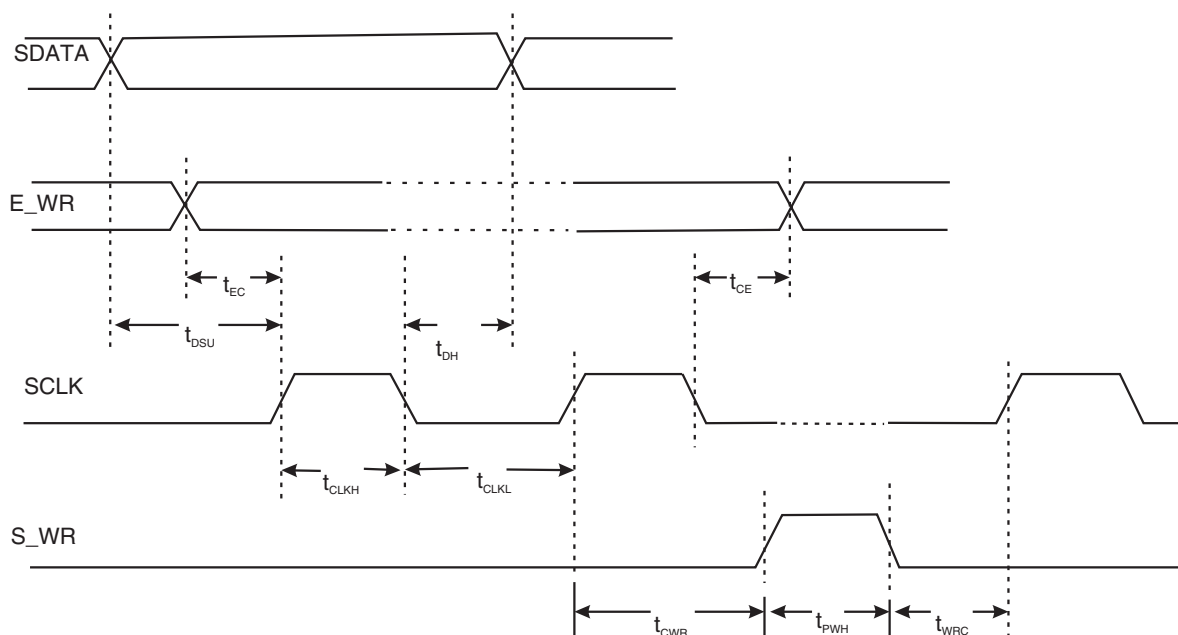 SDATA
E_WR
tEC
tCE
tDSU
tDH
SCLK
tCLKH
tCLKL
S_WR
tCWR
tPWH
tWRC